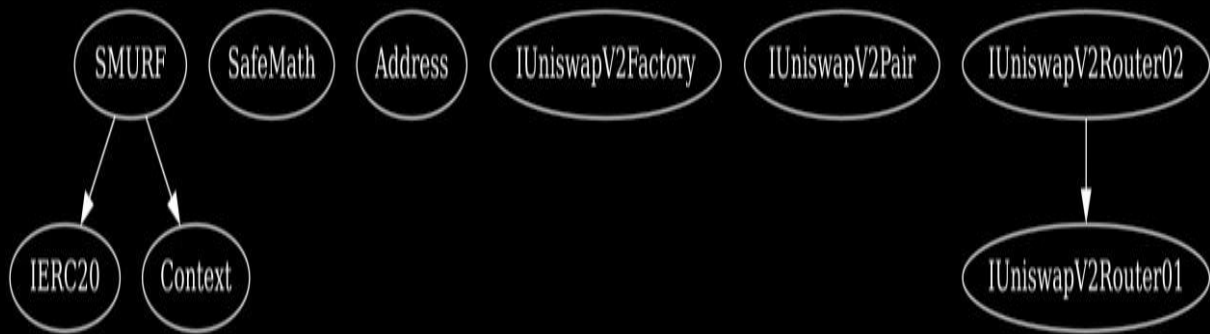 SMURF
SafeMath
Address
IUniswapV2Factory
IUniswapV2Pair
IUniswapV2Router02
IERC20
Context
IUniswapV2Router01